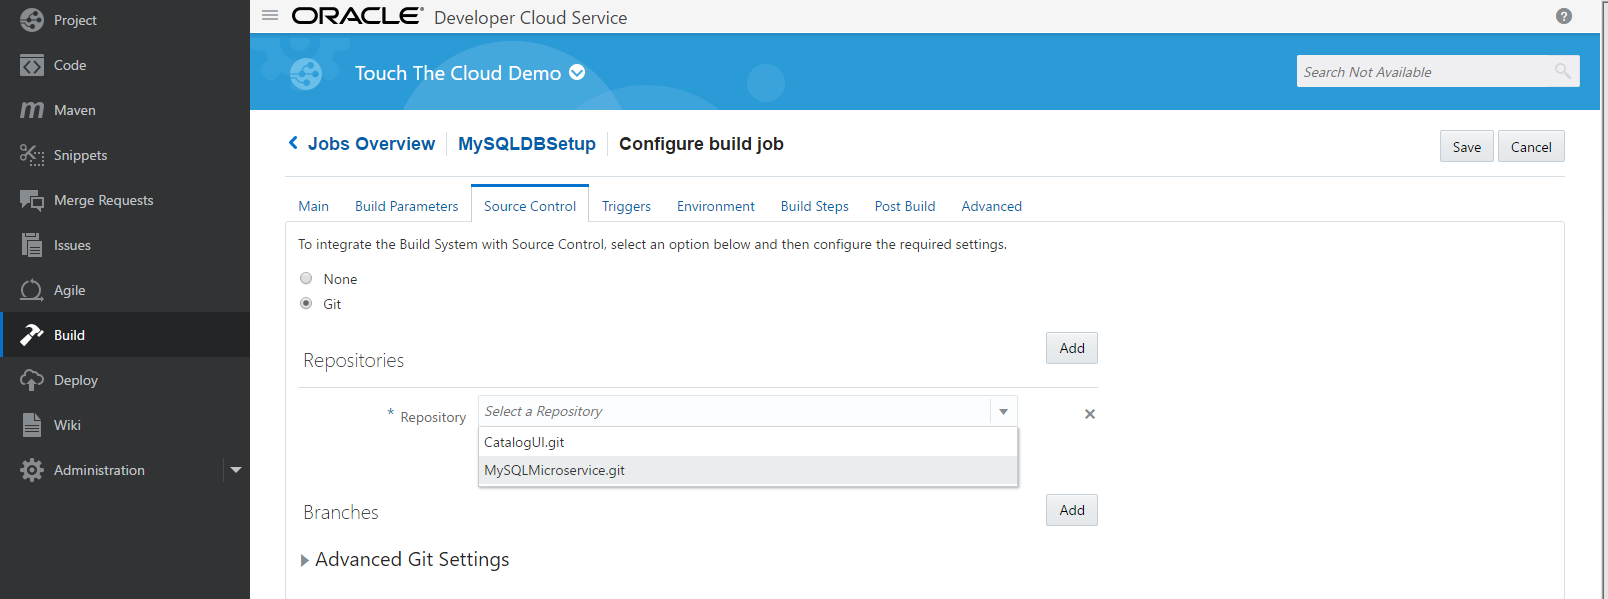 Project
Code
Maven
Snippets
Merge Requests
Issues
Agile
Build
Deploy
Wiki
Administration
ORACLE® Developer Cloud Service
?
Touch The Cloud Demo
Search Not Available
Jobs Overview MySQLDBSetup Configure build job
Save Cancel
Main Build Parameters Source Control Triggers Environment Build Steps Post Build Advanced
To integrate the Build System with Source Control, select an option below and then configure the required settings.
None
Git
Repositories Add
* Repository Select a Repository
CatalogUI.git
MySQLMicroservice.git
Branches Add
Advanced Git Settings